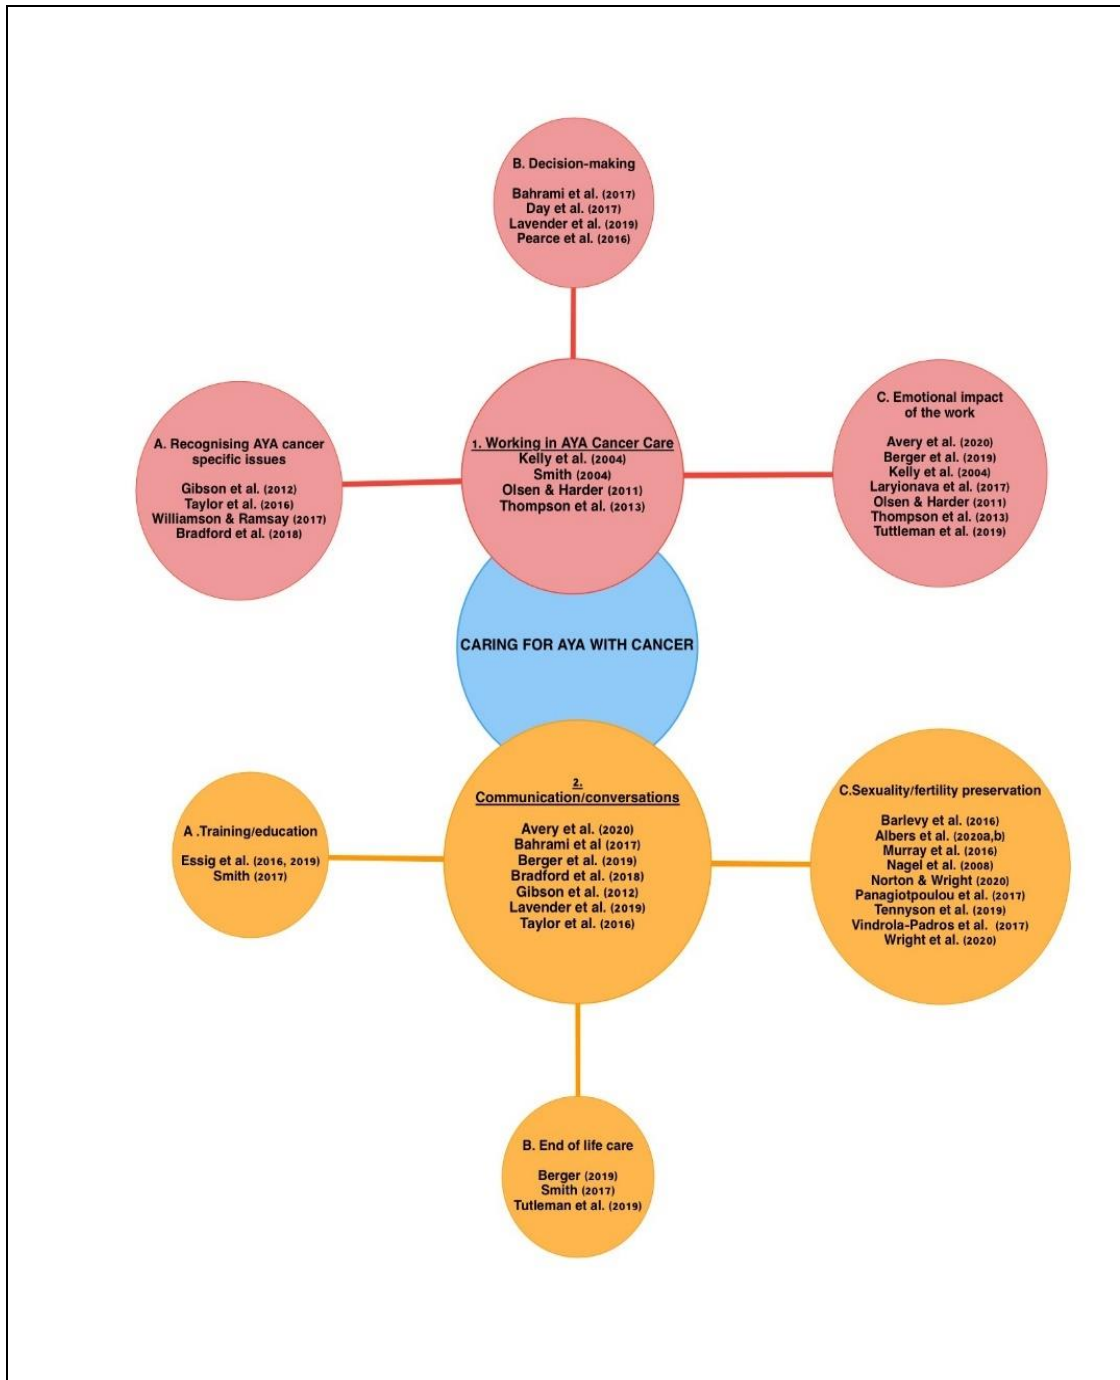 B. Decision-making
Bahrami et al. (2017)
Day et al. (2017)
Lavender et al. (2019)
Pearce et al. (2016)
A. Recognising AYA cancer
specific issues
Gibson et al. (2012)
Taylor et al. (2016)
Williamson & Ramsay (2017)
Bradford et al. (2018)
1. Working in AYA Cancer Care
Kelly et al. (2004)
Smith (2004)
Olsen & Harder (2011)
Thompson et al. (2013)
C. Emotional impact
of the work
Avery et al. (2020)
Berger et al. (2019)
Kelly et al. (2004)
Laryionava et al. (2017)
Olsen & Harder (2011)
Thompson et al. (2013)
Tuttleman et al. (2019)
CARING FOR AYA WITH CANCER
A .Training/education
Essig et al. (2016, 2019)
Smith (2017)
2.
Communication/conversations
Avery et al. (2020)
Bahrami et al (2017)
Berger et al. (2019)
Bradford et al. (2018)
Gibson et al. (2012)
Lavender et al. (2019)
Taylor et al. (2016)
C.Sexuality/fertility preservation
Barlevy et al. (2016)
Albers et al. (2020a,b)
Murray et al. (2016)
Nagel et al. (2008)
Norton & Wright (2020)
Panagiotpoulou et al. (2017)
Tennyson et al. (2019)
Vindrola-Padros et al. (2017)
Wright et al. (2020)
B. End of life care
Berger (2019)
Smith (2017)
Tutleman et al. (2019)